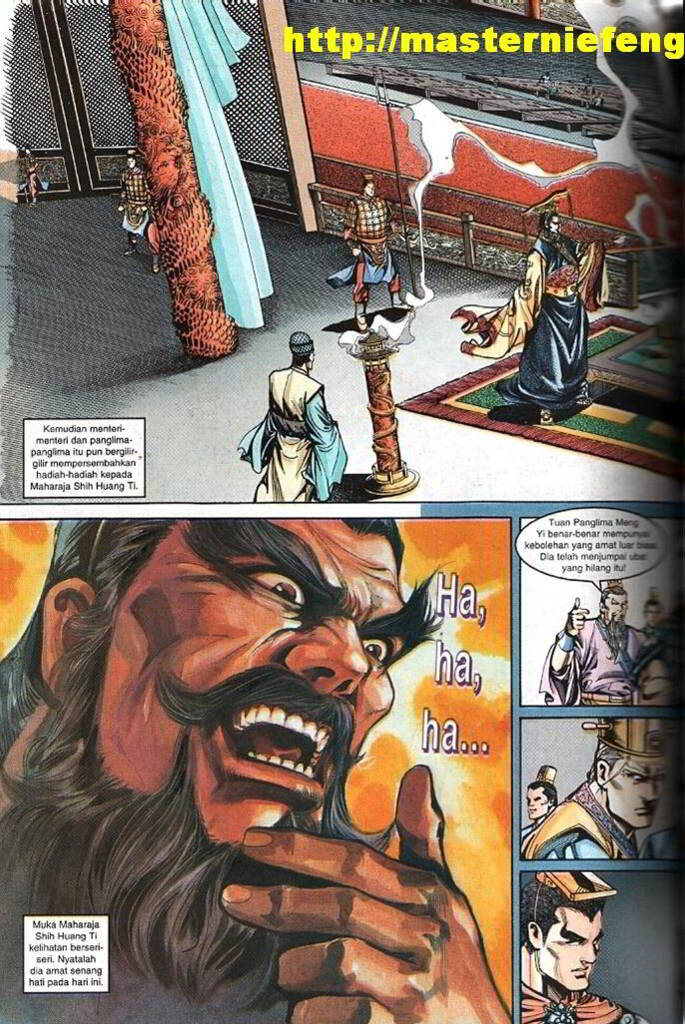 http://masterniefeng
Kemudian menteri-
menteri dan panglima-
panglima itu pun bergilir-
gilir mempersembahkan
hadiah-hadiah kepada
Maharaja Shih Huang Ti.
Tuan Panglima Meng
Yi benar-benar mempunyai
kebolehan yang amat luar biasa.
Dia telah menjumpai ubat
yang hilang itu!
Ha,
ha,
ha...
Muka Maharaja
Shih Huang Ti
kelihatan berseri-
seri. Nyatalah
dia amat senang
hati pada hari ini.